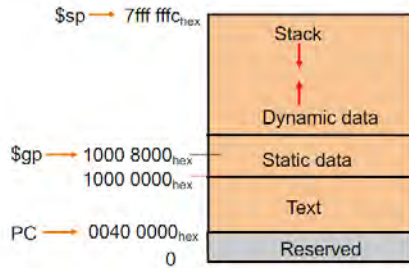 $sp 7fff fffc hex
Stack
Dynamic data
$gp 1000 8000 hex
Static data
1000 0000 hex
Text
PC 0040 0000 hex
Reserved
0